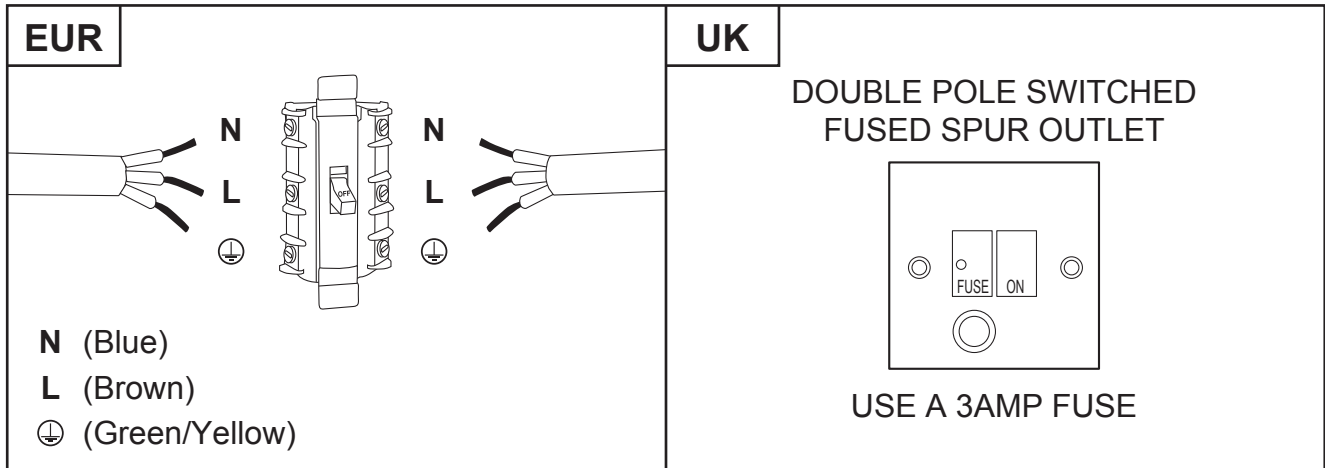 EUR
N N
L OFF L
N (Blue)
L (Brown)
(Green/Yellow)
UK
DOUBLE POLE SWITCHED
FUSED SPUR OUTLET
FUSE ON
USE A 3AMP FUSE